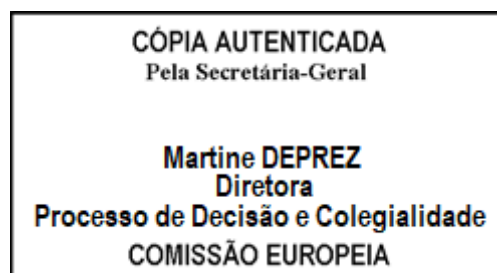 CÓPIA AUTENTICADA
Pela Secretária-Geral
Martine DEPREZ
Diretora
Processo de Decisão e Colegialidade
COMISSÃO EUROPEIA